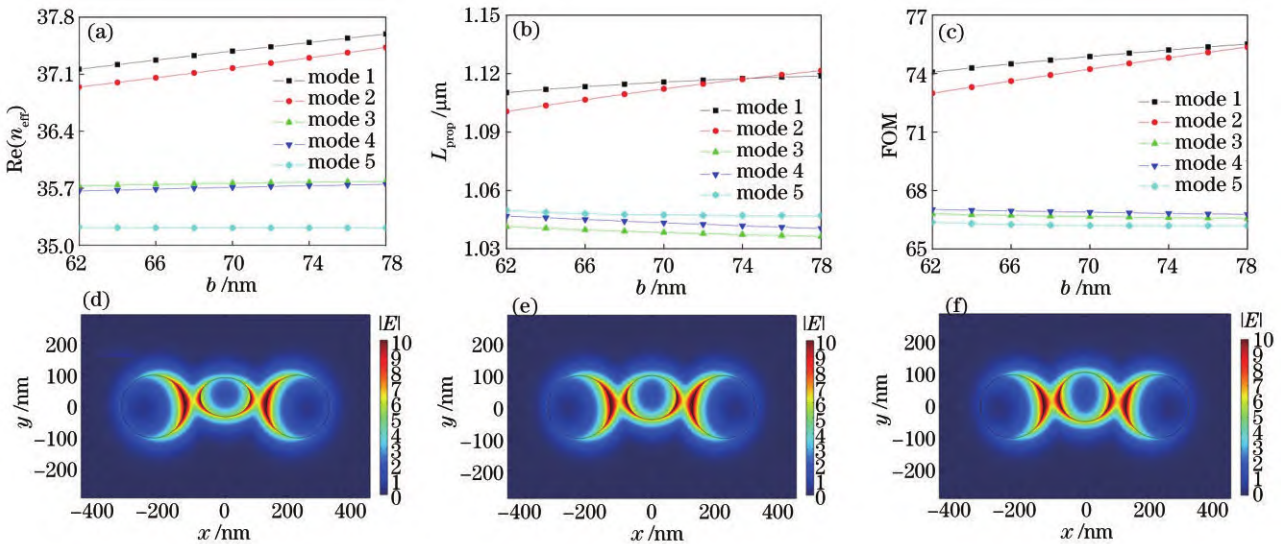 (a)
Re(n_eff)
37.8
37.1
36.4
35.7
35.0
mode 1
mode 2
mode 3
mode 4
mode 5
62 66 70 74 78
b /nm
(b)
L_prop /μm
1.15
1.12
1.09
1.06
1.03
mode 1
mode 2
mode 3
mode 4
mode 5
62 66 70 74 78
b /nm
(c)
FOM
77
74
71
68
65
mode 1
mode 2
mode 3
mode 4
mode 5
62 66 70 74 78
b /nm
(d)
|E|
y /nm
200
100
0
−100
−200
10
9
8
7
6
5
4
3
2
1
0
−400 −200 0 200 400
x /nm
(e)
|E|
y /nm
200
100
0
−100
−200
10
9
8
7
6
5
4
3
2
1
0
−400 −200 0 200 400
x /nm
(f)
|E|
y /nm
200
100
0
−100
−200
10
9
8
7
6
5
4
3
2
1
0
−400 −200 0 200 400
x /nm